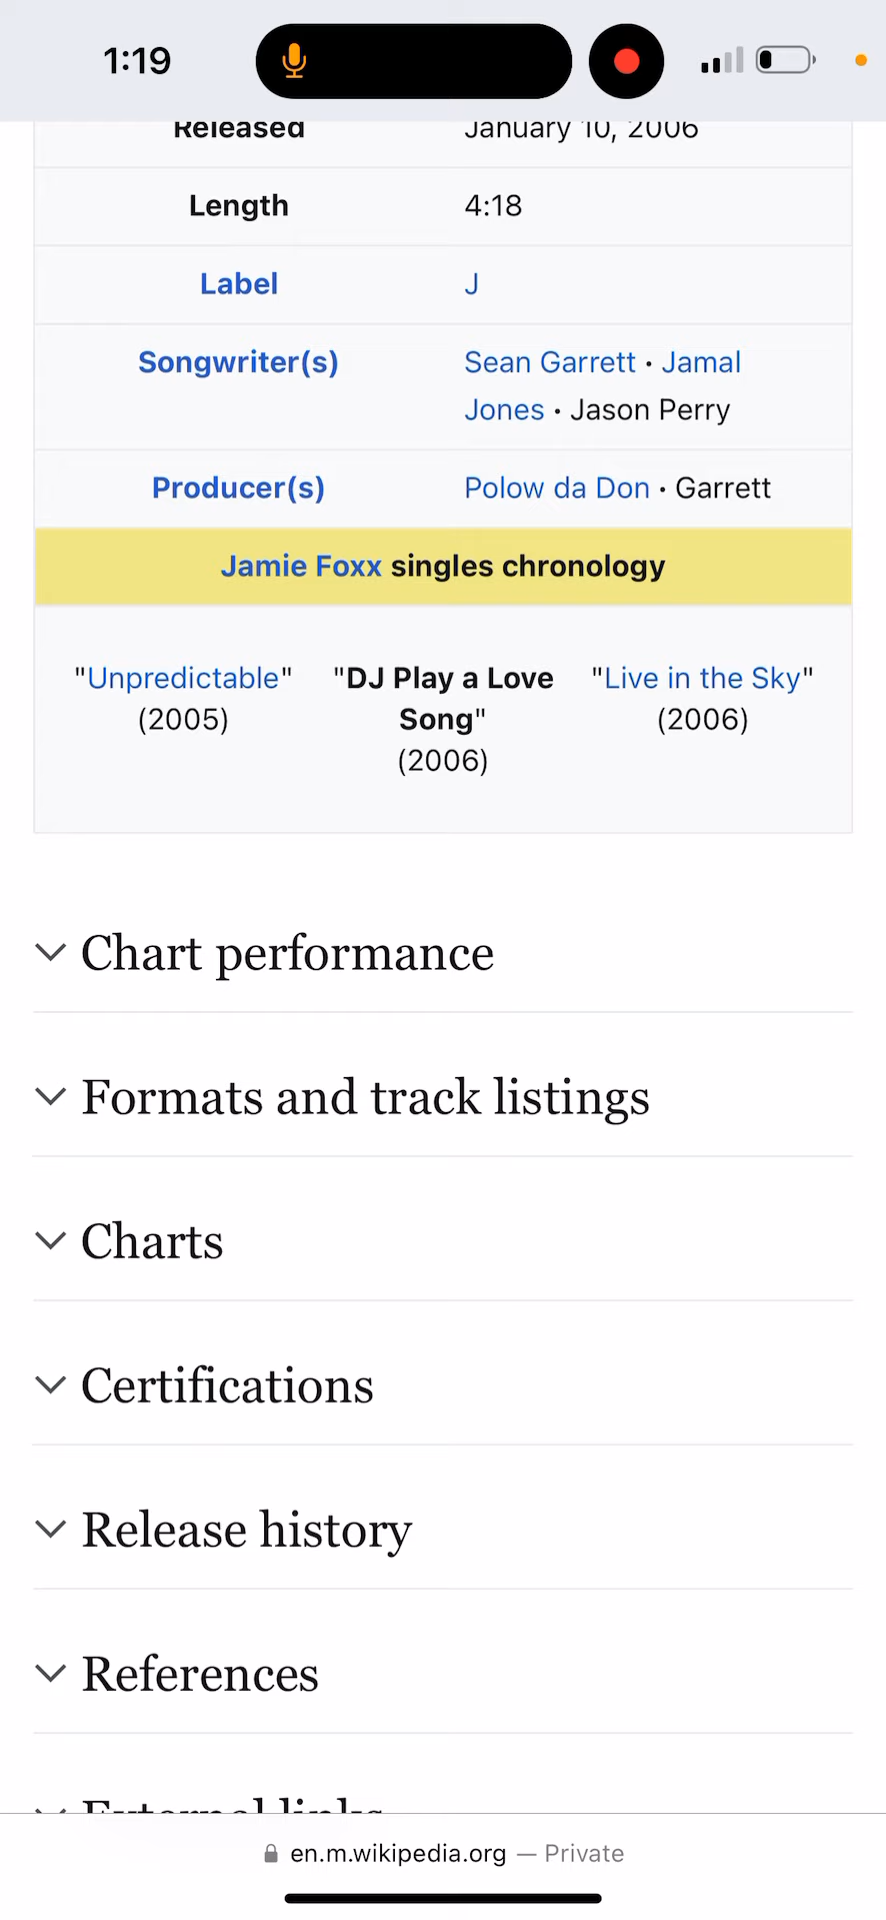 1:19
Released January 10, 2006
Length 4:18
Label J
Songwriter(s) Sean Garrett • Jamal
Jones • Jason Perry
Producer(s) Polow da Don • Garrett
Jamie Foxx singles chronology
"Unpredictable"
(2005)
"DJ Play a Love
Song"
(2006)
"Live in the Sky"
(2006)
Chart performance
Formats and track listings
Charts
Certifications
Release history
References
External links
en.m.wikipedia.org — Private